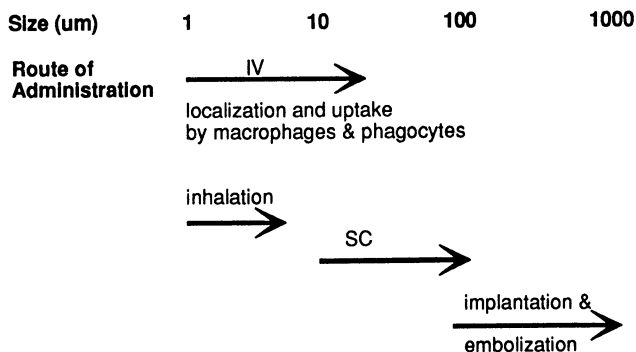 Size (um) 1 10 100 1000
Route of
Administration
IV
localization and uptake
by macrophages & phagocytes
inhalation
SC
implantation &
embolization